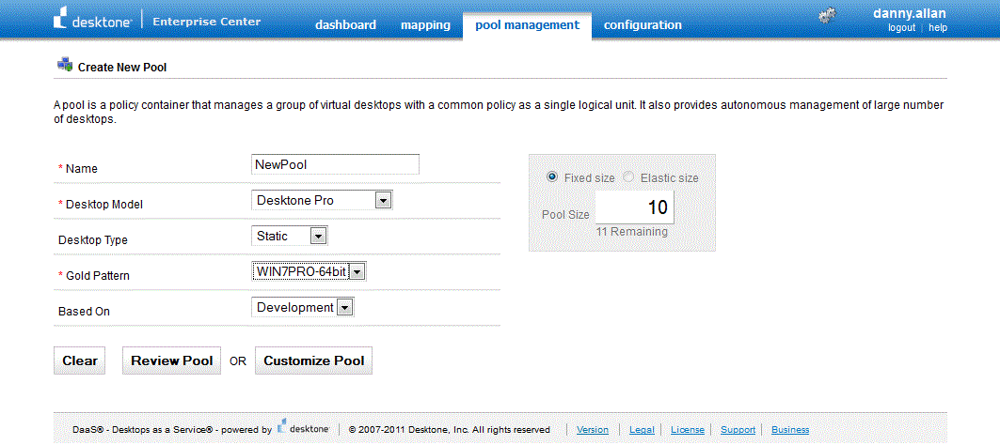 desktone Enterprise Center dashboard mapping pool management configuration danny.allan
logout | help
Create New Pool
A pool is a policy container that manages a group of virtual desktops with a common policy as a single logical unit. It also provides autonomous management of large number
of desktops.
* Name NewPool
* Desktop Model Desktone Pro
Desktop Type Static
* Gold Pattern WIN7PRO-64bit
Based On Development
Fixed size Elastic size
Pool Size 10
11 Remaining
Clear Review Pool OR Customize Pool
DaaS® - Desktops as a Service® - powered by desktone | © 2007-2011 Desktone, Inc. All rights reserved | Version | Legal | License | Support | Business